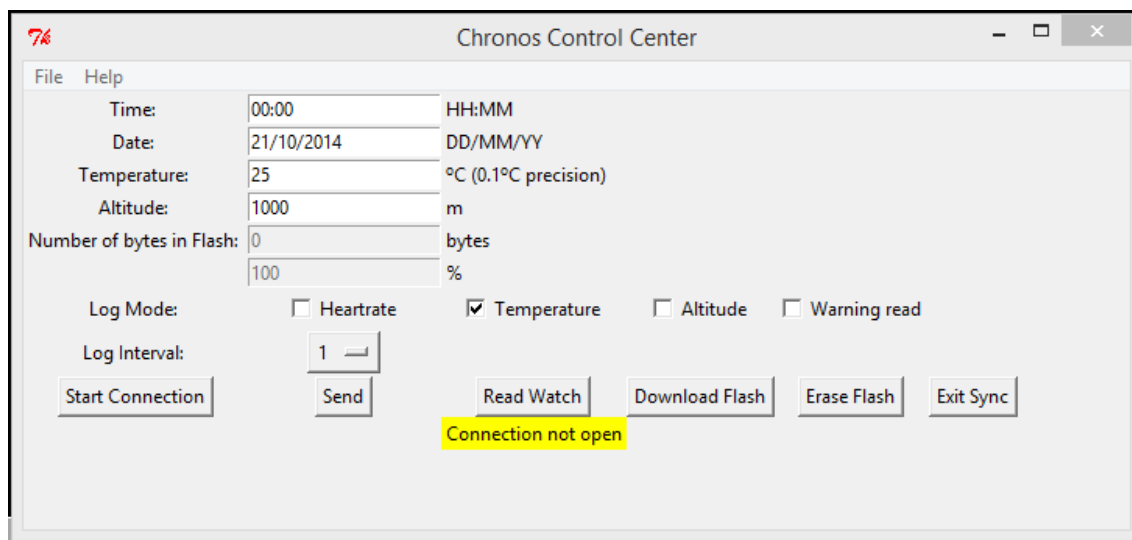 Chronos Control Center
File Help
Time: 00:00 HH:MM
Date: 21/10/2014 DD/MM/YY
Temperature: 25 ºC (0.1ºC precision)
Altitude: 1000 m
Number of bytes in Flash: 0 bytes
100 %
Log Mode: Heartrate Temperature Altitude Warning read
Log Interval: 1
Start Connection Send Read Watch Download Flash Erase Flash Exit Sync
Connection not open